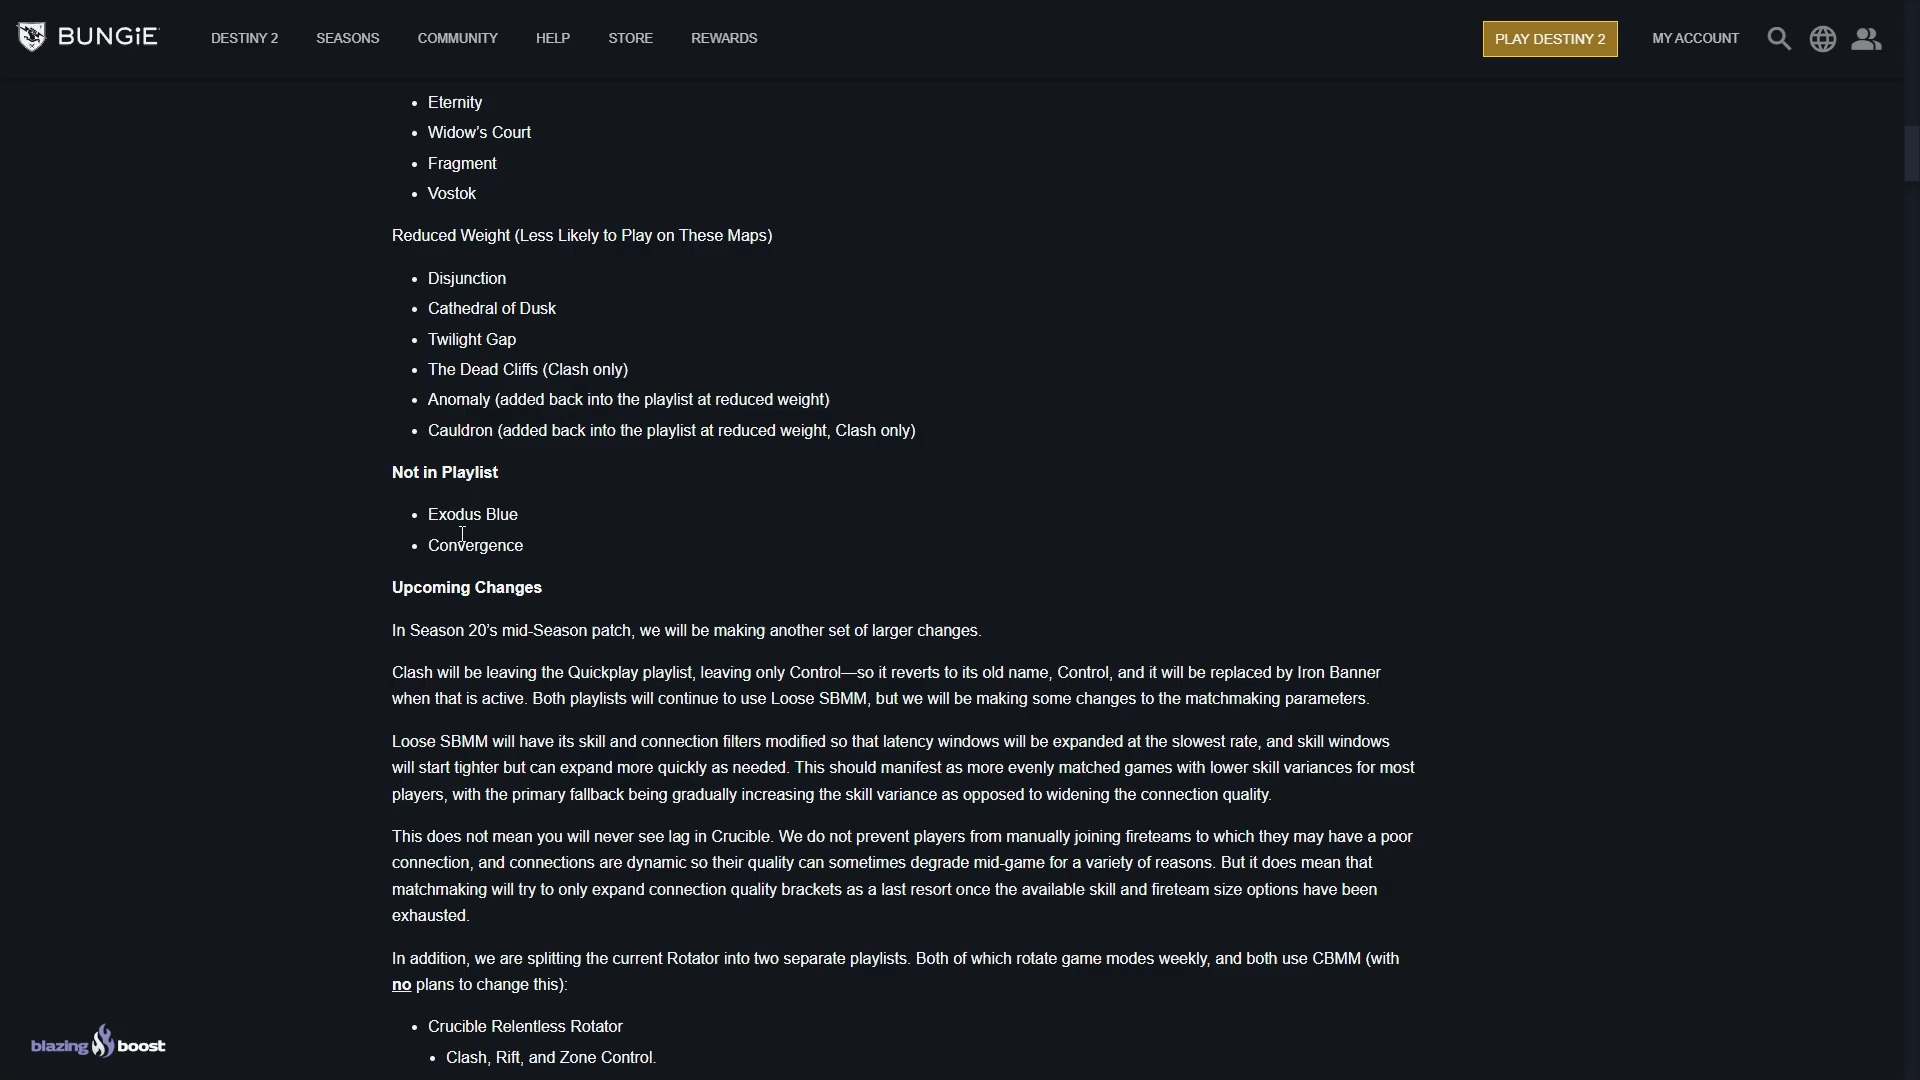 BUNGiE
DESTINY 2 SEASONS COMMUNITY HELP STORE REWARDS
PLAY DESTINY 2 MY ACCOUNT
• Eternity
• Widow's Court
• Fragment
• Vostok
Reduced Weight (Less Likely to Play on These Maps)
• Disjunction
• Cathedral of Dusk
• Twilight Gap
• The Dead Cliffs (Clash only)
• Anomaly (added back into the playlist at reduced weight)
• Cauldron (added back into the playlist at reduced weight, Clash only)
Not in Playlist
• Exodus Blue
• Convergence
Upcoming Changes
In Season 20's mid-Season patch, we will be making another set of larger changes.
Clash will be leaving the Quickplay playlist, leaving only Control—so it reverts to its old name, Control, and it will be replaced by Iron Banner
when that is active. Both playlists will continue to use Loose SBMM, but we will be making some changes to the matchmaking parameters.
Loose SBMM will have its skill and connection filters modified so that latency windows will be expanded at the slowest rate, and skill windows
will start tighter but can expand more quickly as needed. This should manifest as more evenly matched games with lower skill variances for most
players, with the primary fallback being gradually increasing the skill variance as opposed to widening the connection quality.
This does not mean you will never see lag in Crucible. We do not prevent players from manually joining fireteams to which they may have a poor
connection, and connections are dynamic so their quality can sometimes degrade mid-game for a variety of reasons. But it does mean that
matchmaking will try to only expand connection quality brackets as a last resort once the available skill and fireteam size options have been
exhausted.
In addition, we are splitting the current Rotator into two separate playlists. Both of which rotate game modes weekly, and both use CBMM (with
no plans to change this):
• Crucible Relentless Rotator
• Clash, Rift, and Zone Control.
blazing boost